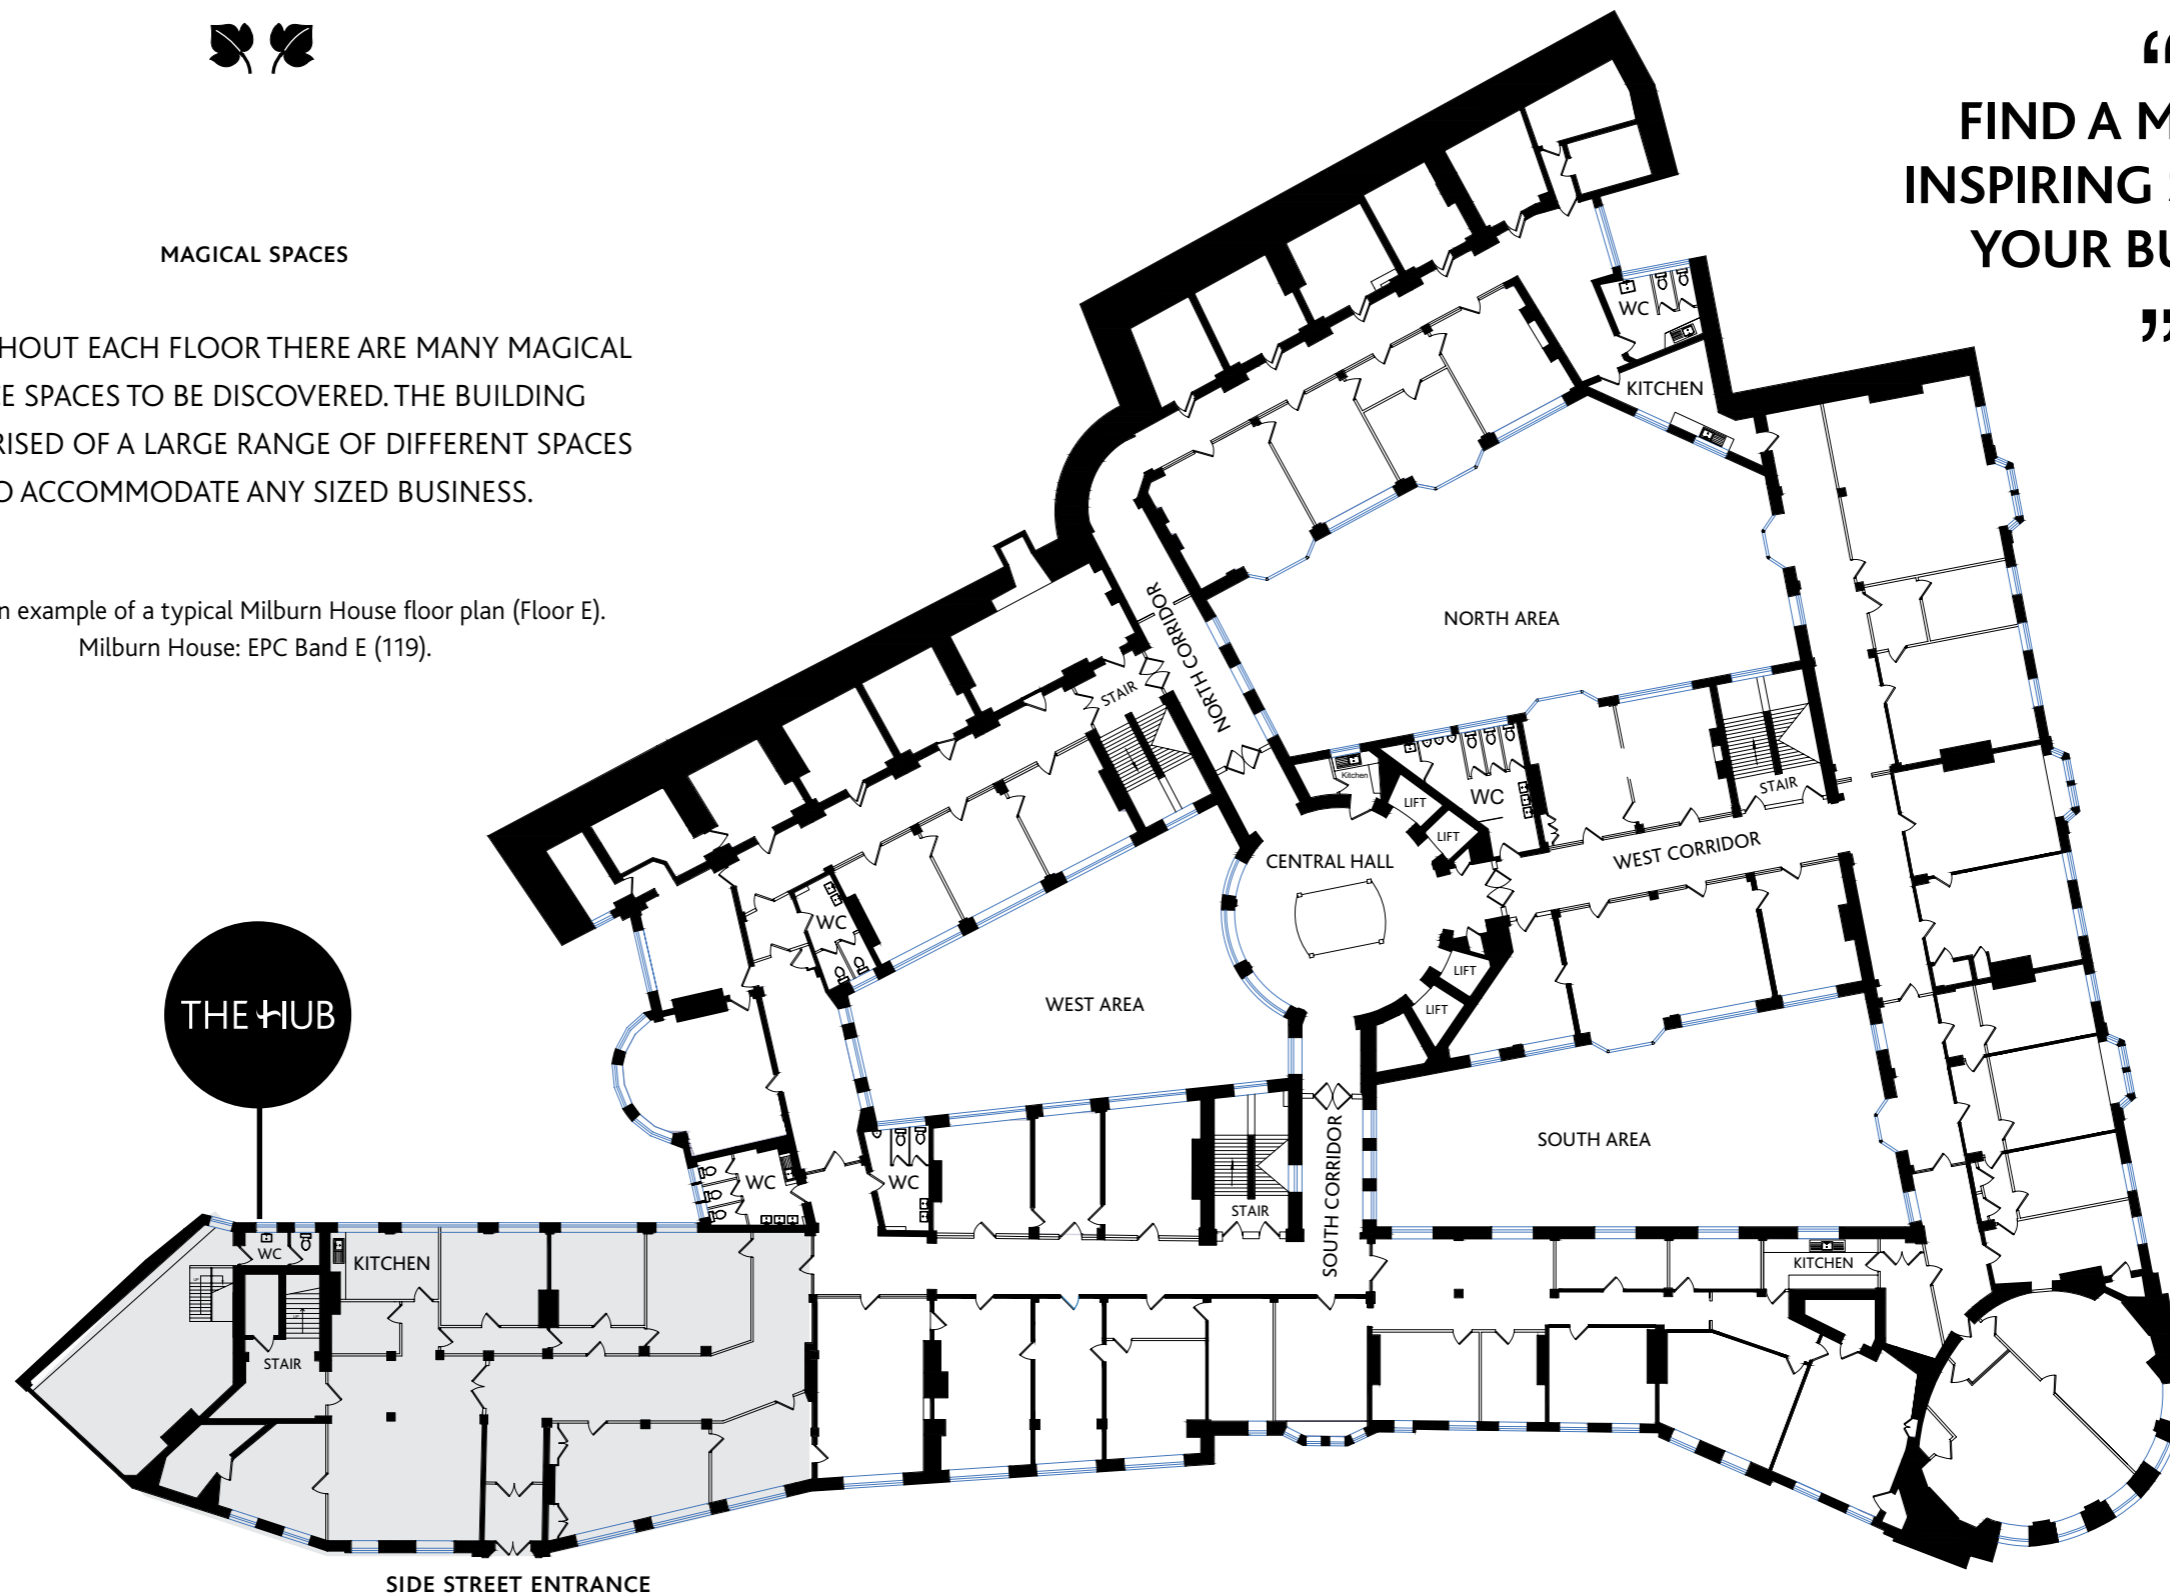 MAGICAL SPACES
HOUT EACH FLOOR THERE ARE MANY MAGICAL
E SPACES TO BE DISCOVERED. THE BUILDING
RISED OF A LARGE RANGE OF DIFFERENT SPACES
O ACCOMMODATE ANY SIZED BUSINESS.
n example of a typical Milburn House floor plan (Floor E).
Milburn House: EPC Band E (119).
“
FIND A M
INSPIRING
YOUR BU
”
WC
KITCHEN
NORTH CORRIDOR
NORTH AREA
STAIR
Kitchen
LIFT
WC
STAIR
LIFT
CENTRAL HALL
WEST CORRIDOR
WC
LIFT
WEST AREA
LIFT
THE HUB
SOUTH AREA
SOUTH CORRIDOR
WC
WC
STAIR
WC
KITCHEN
KITCHEN
STAIR
SIDE STREET ENTRANCE